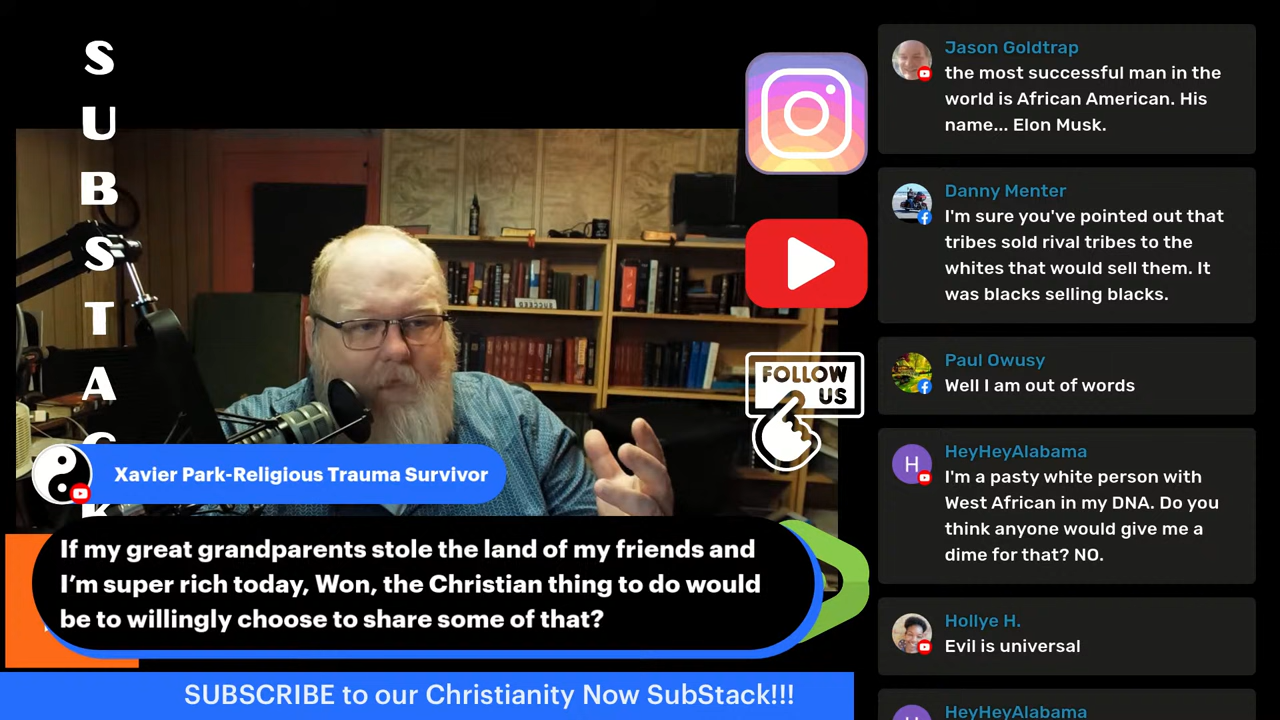 SUBSTACK
FOLLOW
US
SUCCEED
Xavier Park-Religious Trauma Survivor
If my great grandparents stole the land of my friends and
I'm super rich today, Won, the Christian thing to do would
be to willingly choose to share some of that?
SUBSCRIBE to our Christianity Now SubStack!!!
Jason Goldtrap
the most successful man in the
world is African American. His
name... Elon Musk.
Danny Menter
I'm sure you've pointed out that
tribes sold rival tribes to the
whites that would sell them. It
was blacks selling blacks.
Paul Owusy
Well I am out of words
H
HeyHeyAlabama
I'm a pasty white person with
West African in my DNA. Do you
think anyone would give me a
dime for that? NO.
Hollye H.
Evil is universal
HeyHeyAlabama